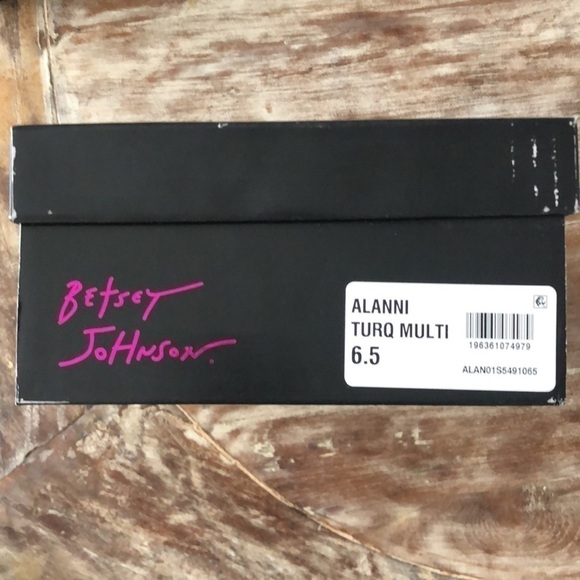 Betsey
Johnson.
ALANNI
TURQ MULTI
6.5
196361074979
ALAN01S5491065